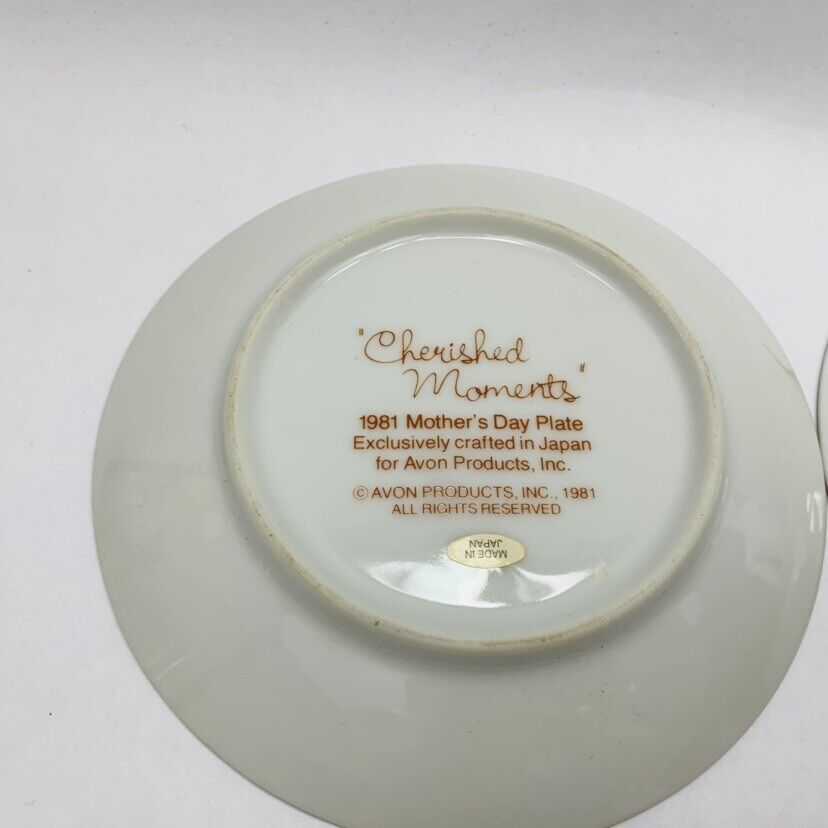 "Cherished
Moments"
1981 Mother's Day Plate
Exclusively crafted in Japan
for Avon Products, Inc.
© AVON PRODUCTS, INC., 1981
ALL RIGHTS RESERVED
MADE IN
JAPAN